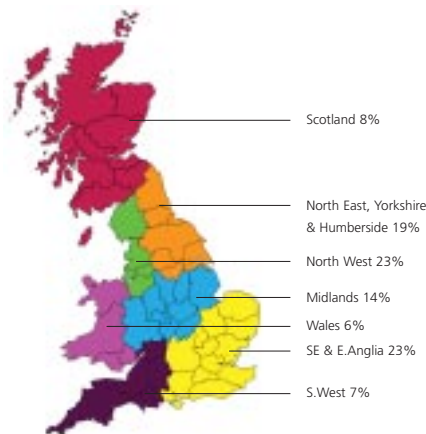 Scotland 8%
North East, Yorkshire
& Humberside 19%
North West 23%
Midlands 14%
Wales 6%
SE & E.Anglia 23%
S.West 7%